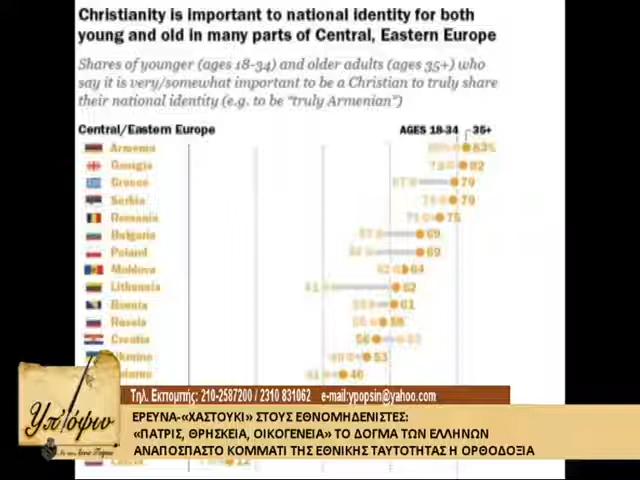 Christianity is important to national identity for both
young and old in many parts of Central, Eastern Europe
Shares of younger (ages 18-34) and older adults (ages 35+) who
say it is very/somewhat important to be a Christian to truly share
their national identity (e.g. to be "truly Armenian")
Central/Eastern Europe AGES 18-34 35+
Armenia
Georgia 82
Greece 79
Serbia 79
Romania 75
Bulgaria 69
Poland 69
Moldova 64
Lithuania 62
Bosnia 61
Russia
Croatia 56
Ukraine 53
46
12
Τηλ. Εκπομπής: 210-2587200 / 2310 831062 e-mail:ypopsin@yahoo.com
Υπ'όψιν
ΕΡΕΥΝΑ-«ΧΑΣΤΟΥΚΙ» ΣΤΟΥΣ ΕΘΝΟΜΗΔΕΝΙΣΤΕΣ:
«ΠΑΤΡΙΣ, ΘΡΗΣΚΕΙΑ, ΟΙΚΟΓΕΝΕΙΑ» ΤΟ ΔΟΓΜΑ ΤΩΝ ΕΛΛΗΝΩΝ
ΑΝΑΠΟΣΠΑΣΤΟ ΚΟΜΜΑΤΙ ΤΗΣ ΕΘΝΙΚΗΣ ΤΑΥΤΟΤΗΤΑΣ Η ΟΡΘΟΔΟΞΙΑ